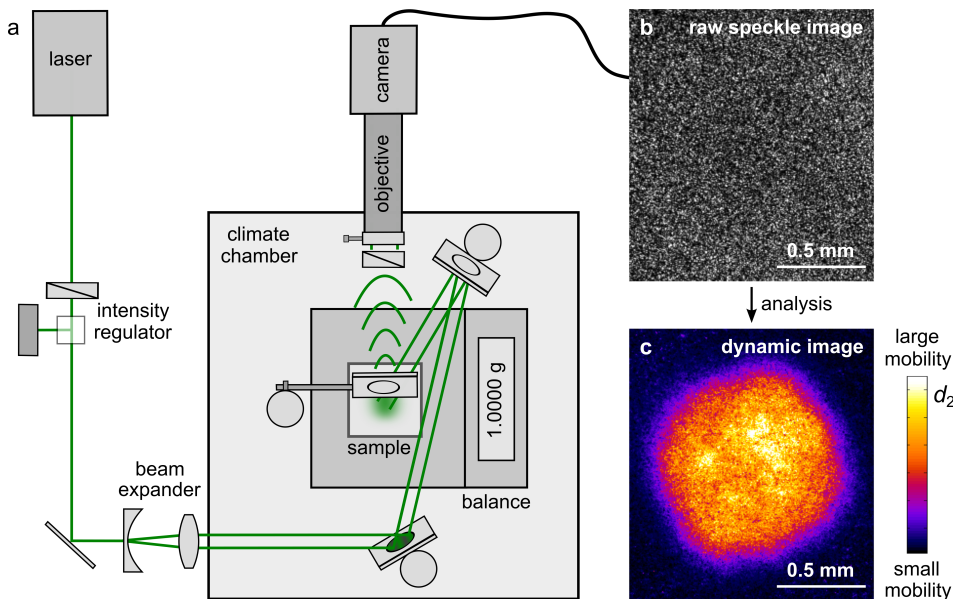 a
laser
camera
objective
climate
chamber
intensity
regulator
1.0000 g
sample
balance
beam
expander
b
raw speckle image
0.5 mm
analysis
c
dynamic image
0.5 mm
large
mobility
d2
small
mobility